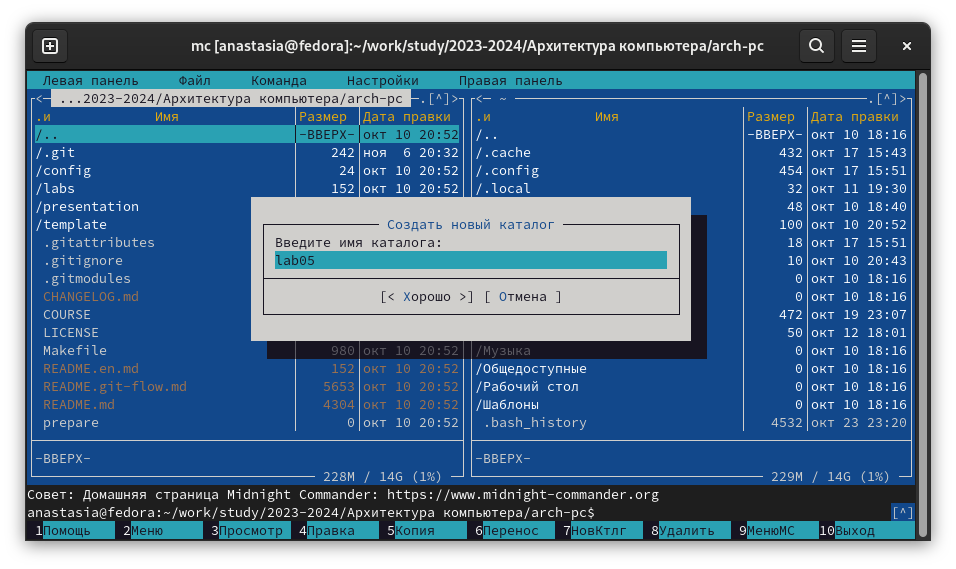 mc [anastasia@fedora]:~/work/study/2023-2024/Архитектура компьютера/arch-pc
Левая панель Файл Команда Настройки Правая панель
<— ...2023-2024/Архитектура компьютера/arch-pc .[^]> <— ~ .[^]>
.и Имя Размер Дата правки .и Имя Размер Дата правки
/.. -ВВЕРХ- окт 10 20:52 /.. -ВВЕРХ- окт 10 18:16
/.git 242 ноя 6 20:32 /.cache 432 окт 17 15:43
/config 24 окт 10 20:52 /.config 454 окт 17 15:51
/labs 152 окт 10 20:52 /.local 32 окт 11 19:30
/presentation 48 окт 10 18:40
/template 100 окт 10 20:52
.gitattributes 18 окт 17 15:51
.gitignore 10 окт 10 20:43
.gitmodules 0 окт 10 18:16
CHANGELOG.md 0 окт 10 18:16
COURSE 472 окт 19 23:07
LICENSE 50 окт 12 18:01
Создать новый каталог
Введите имя каталога:
lab05
[< Хорошо >] [ Отмена ]
Makefile 980 окт 10 20:52 /Музыка 0 окт 10 18:16
README.en.md 152 окт 10 20:52 /Общедоступные 0 окт 10 18:16
README.git-flow.md 5653 окт 10 20:52 /Рабочий стол 0 окт 10 18:16
README.md 4304 окт 10 20:52 /Шаблоны 0 окт 10 18:16
prepare 0 окт 10 20:52 .bash_history 4532 окт 23 23:20
-ВВЕРХ- -ВВЕРХ-
228M / 14G (1%) 229M / 14G (1%)
Совет: Домашняя страница Midnight Commander: https://www.midnight-commander.org
anastasia@fedora:~/work/study/2023-2024/Архитектура компьютера/arch-pc$ [^]
1Помощь 2Меню 3Просмотр 4Правка 5Копия 6Перенос 7НовКтлг 8Удалить 9МенюМС 10Выход